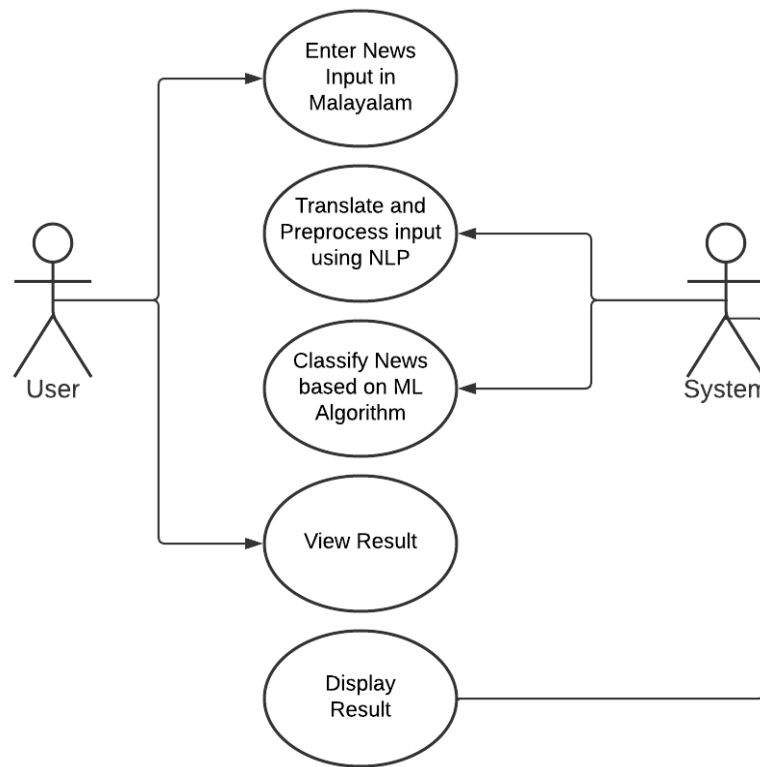 Enter News
Input in
Malayalam
Translate and
Preprocess input
using NLP
Classify News
based on ML
Algorithm
User
System
View Result
Display
Result